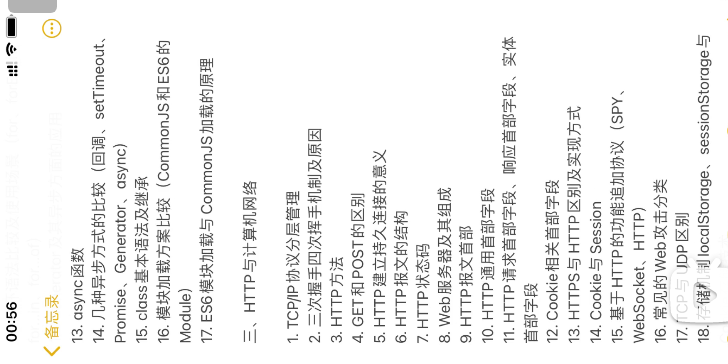 00:56
备忘录
13. async函数
14. 几种异步方式的比较（回调、setTimeout、
Promise、Generator、async）
15. class基本语法及继承
16. 模块加载方案比较（CommonJS和ES6的
Module）
17. ES6模块加载与CommonJS加载的原理
三、HTTP与计算机网络
1. TCP/IP协议分层管理
2. 三次握手四次挥手机制及原因
3. HTTP方法
4. GET和POST的区别
5. HTTP建立持久连接的意义
6. HTTP报文的结构
7. HTTP状态码
8. Web服务器及其组成
9. HTTP报文首部
10. HTTP通用首部字段
11. HTTP请求首部字段、响应首部字段、实体
首部字段
12. Cookie相关首部字段
13. HTTPS与HTTP区别及实现方式
14. Cookie与Session
15. 基于HTTP的功能追加协议（SPY、
WebSocket、HTTP）
16. 常见的Web攻击分类
17. TCP与UDP区别
18. 存储机制localStorage、sessionStorage与